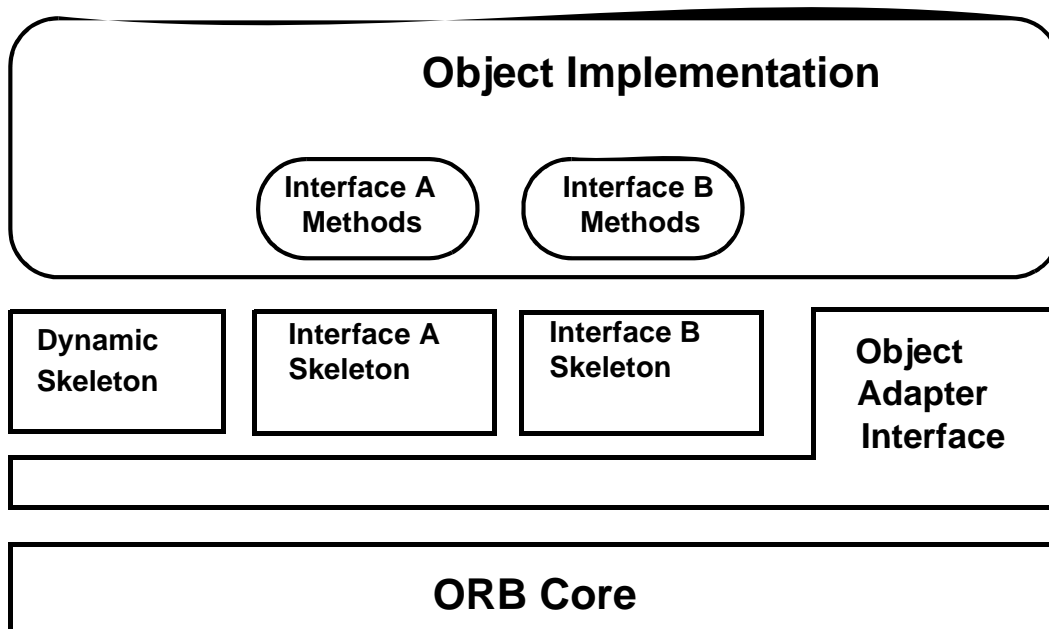 Object Implementation
Interface A
Methods
Interface B
Methods
Dynamic
Skeleton
Interface A
Skeleton
Interface B
Skeleton
Object
Adapter
Interface
ORB Core